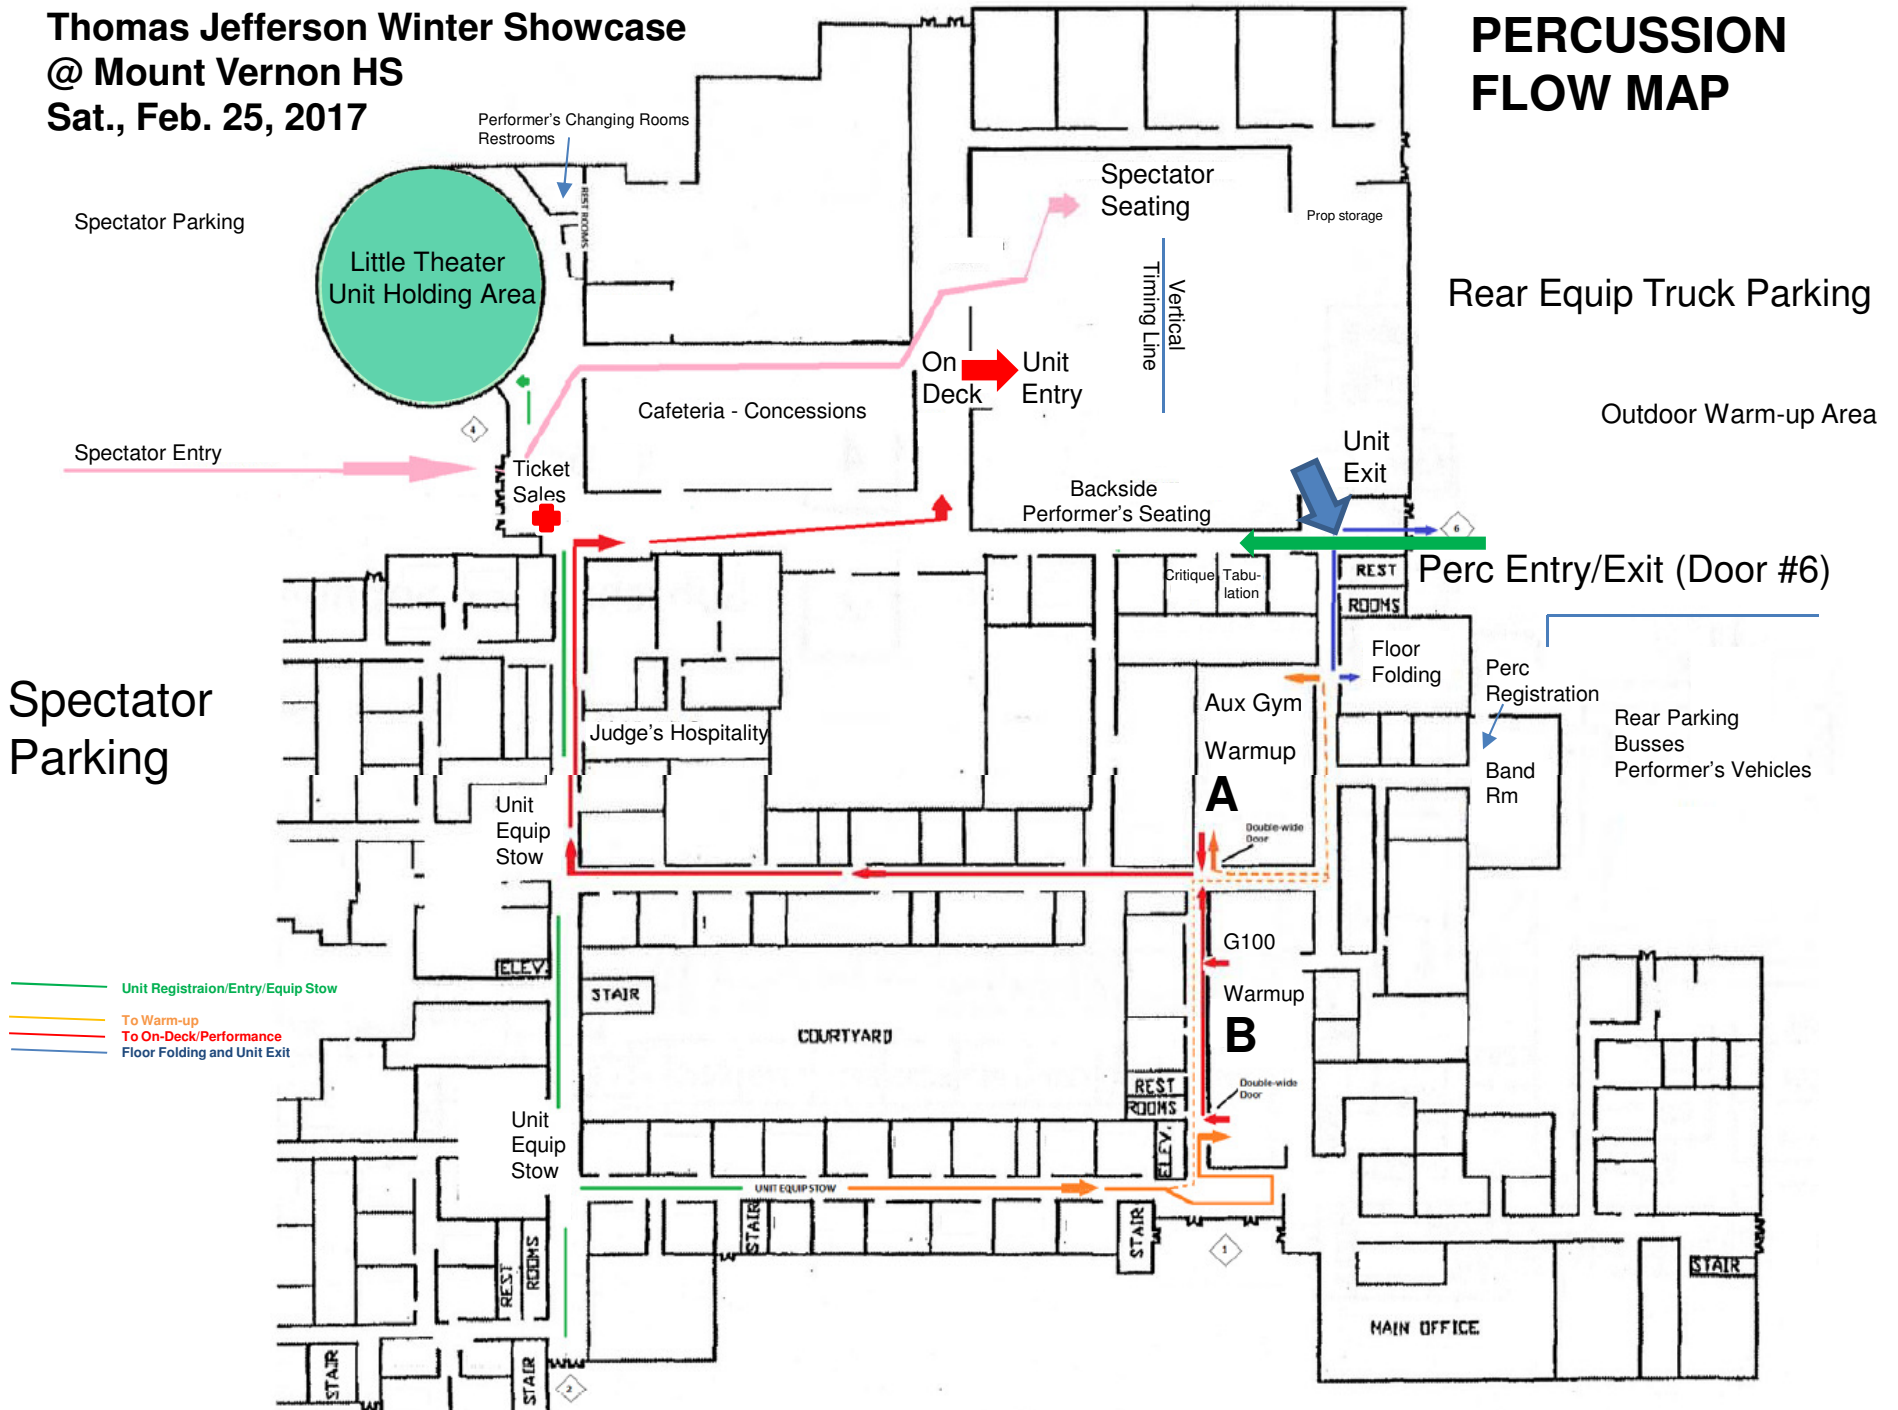 Thomas Jefferson Winter Showcase
@ Mount Vernon HS
Sat., Feb. 25, 2017
PERCUSSION
FLOW MAP
Performer's Changing Rooms
Restrooms
REST ROOMS
Spectator Parking
Little Theater
Unit Holding Area
Spectator
Seating
Prop storage
Vertical
Timing Line
Rear Equip Truck Parking
On
Deck
Unit
Entry
Cafeteria - Concessions
Outdoor Warm-up Area
4
Spectator Entry
Ticket
Sales
Unit
Exit
Backside
Performer's Seating
6
Perc Entry/Exit (Door #6)
Critique
Tabu-
lation
REST
ROOMS
Floor
Folding
Perc
Registration
Rear Parking
Busses
Performer's Vehicles
Band
Rm
Spectator
Parking
Judge's Hospitality
Aux Gym
Warmup
A
Double-wide
Door
Unit
Equip
Stow
G100
Warmup
B
Double-wide
Door
ELEV.
STAIR
COURTYARD
REST
ROOMS
ELEV.
Unit Registraion/Entry/Equip Stow
To Warm-up
To On-Deck/Performance
Floor Folding and Unit Exit
Unit
Equip
Stow
UNIT EQUIP STOW
STAIR
STAIR
1
REST
ROOMS
STAIR
MAIN OFFICE
STAIR
STAIR
2